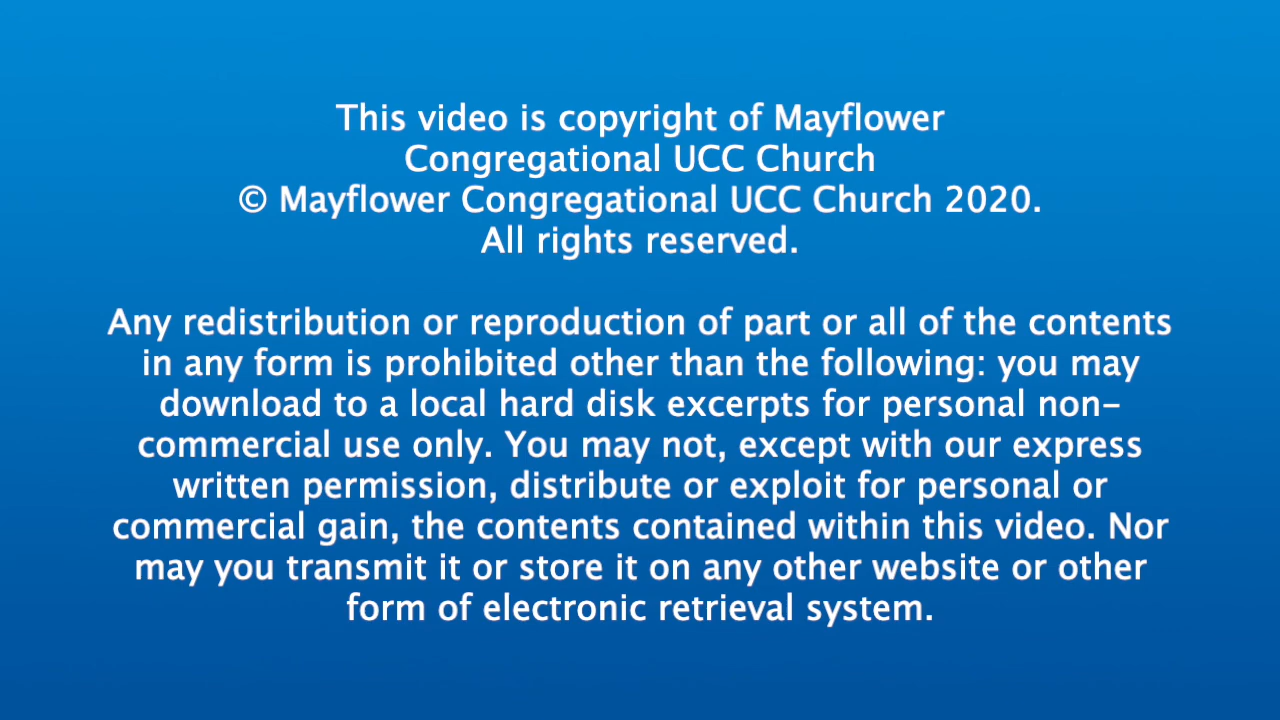 This video is copyright of Mayflower
Congregational UCC Church
© Mayflower Congregational UCC Church 2020.
All rights reserved.
Any redistribution or reproduction of part or all of the contents
in any form is prohibited other than the following: you may
download to a local hard disk excerpts for personal non-
commercial use only. You may not, except with our express
written permission, distribute or exploit for personal or
commercial gain, the contents contained within this video. Nor
may you transmit it or store it on any other website or other
form of electronic retrieval system.